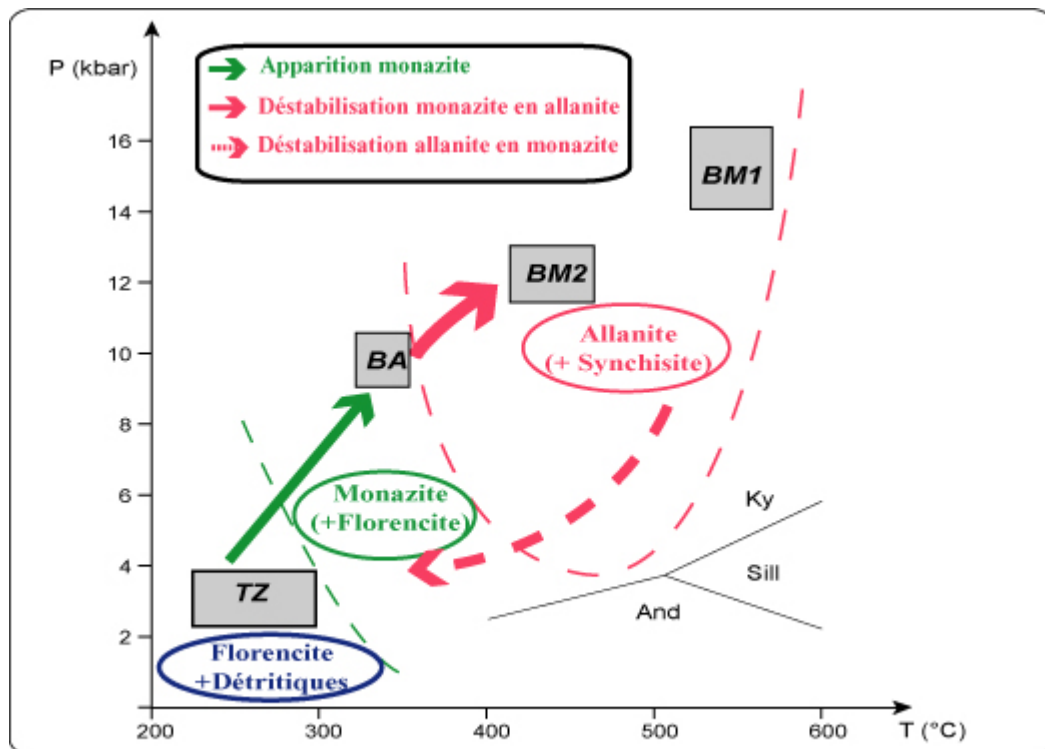 P (kbar)
Apparition monazite
Déstabilisation monazite en allanite
Déstabilisation allanite en monazite
16
14
12
10
8
6
4
2
BM1
BM2
BA
Allanite
(+ Synchisite)
Monazite
(+Florencite)
TZ
Florencite
+Détritiques
Ky
Sill
And
200
300
400
500
600
T (°C)